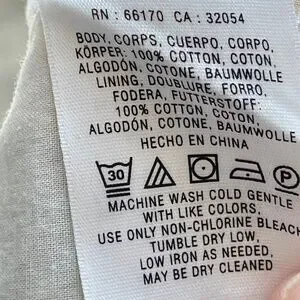 RN : 66170 CA : 32054
BODY, CORPS, CUERPO, CORPO,
KÖRPER: 100% COTTON, COTON,
ALGODÓN, COTONE, BAUMWOLLE
LINING, DOUBLURE, FORRO,
FODERA, FUTTERSTOFF:
100% COTTON, COTON,
ALGODÓN, COTONE, BAUMWOLLE
HECHO EN CHINA
30 P
MACHINE WASH COLD GENTLE
WITH LIKE COLORS,
USE ONLY NON-CHLORINE BLEACH
TUMBLE DRY LOW,
LOW IRON AS NEEDED,
MAY BE DRY CLEANED